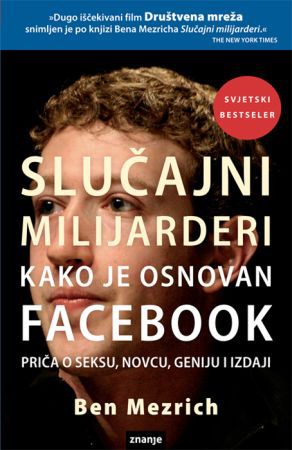 »Dugo iščekivani film Društvena mreža
snimljen je po knjizi Bena Mezricha Slučajni milijarderi.«
THE NEW YORK TIMES
SVJETSKI
BESTSELER
SLUČAJNI
MILIJARDERI
KAKO JE OSNOVAN
FACEBOOK
PRIČA O SEKSU, NOVCU, GENIJU I IZDAJI
Ben Mezrich
znanje